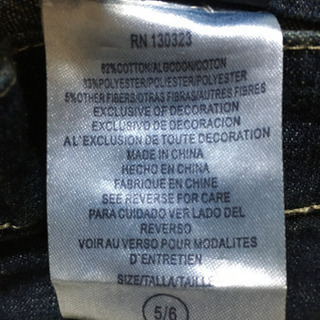 RN 130323
62%COTTON/ALGODON/COTON
33%POLYESTER/POLYESTER/POLYESTER
5%OTHER FIBERS/OTRAS FIBRAS/AUTRES FIBRES
EXCLUSIVE OF DECORATION
EXCLUSIVO DE DECORACION
A L'EXCLUSION DE TOUTE DECORATION
MADE IN CHINA
HECHO EN CHINA
FABRIQUE EN CHINE
SEE REVERSE FOR CARE
PARA CUIDADO VER LADO DEL
REVERSO
VOIR AU VERSO POUR MODALITES
D'ENTRETIEN
SIZE/TALLA/TAILLE
5/6